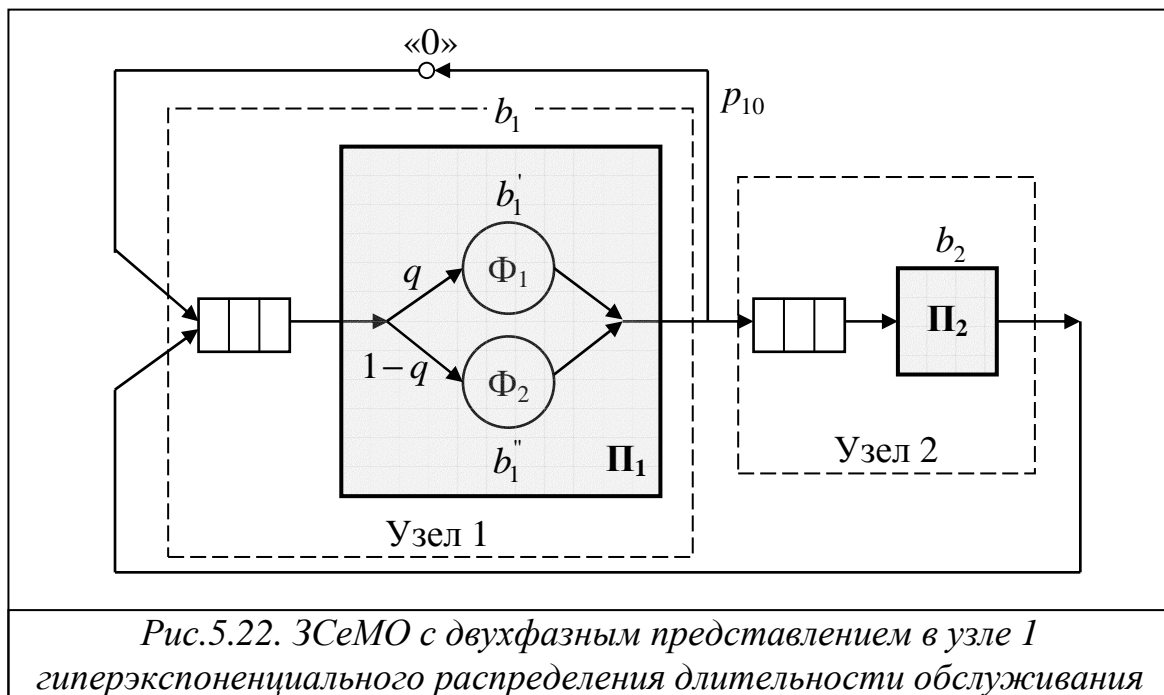 «0»
p₁₀
b₁
b₁'
Φ₁
q
1 − q
Φ₂
b₁"
П₁
Узел 1
b₂
П₂
Узел 2
Рис.5.22. ЗСеМО с двухфазным представлением в узле 1
гиперэкспоненциального распределения длительности обслуживания